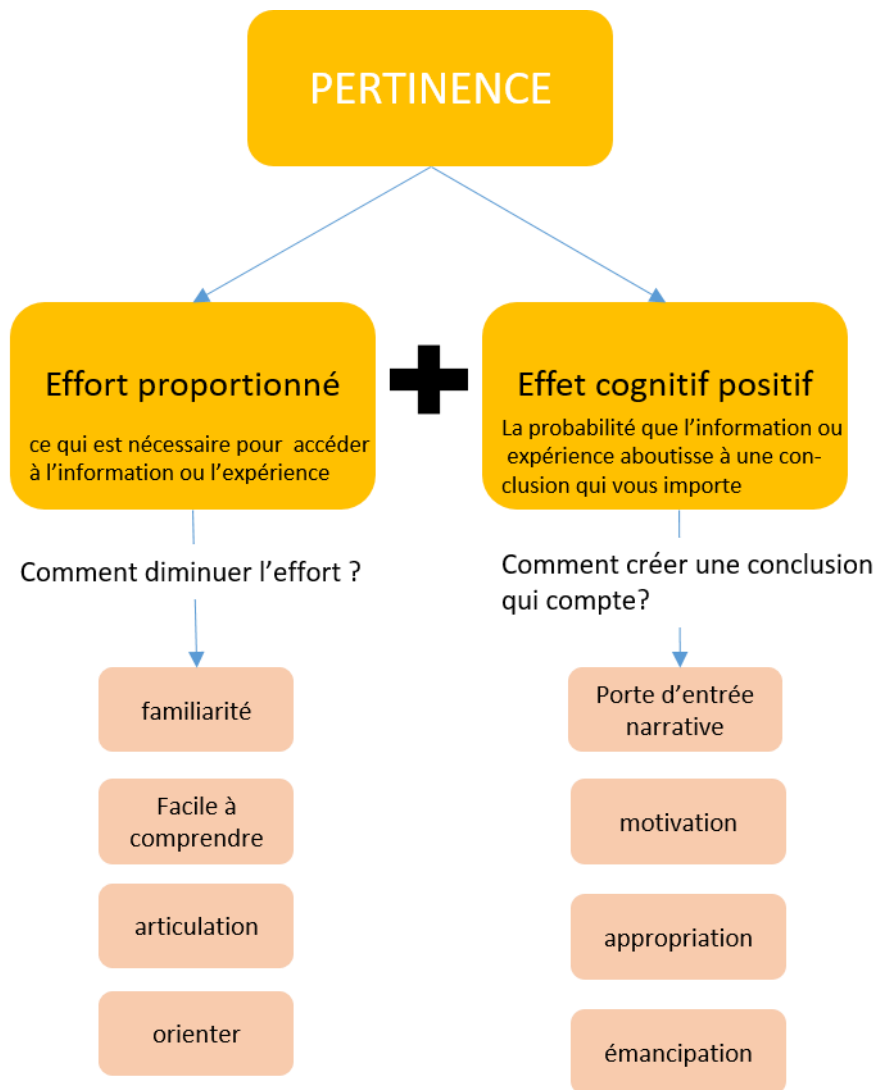 PERTINENCE
Effort proportionné
ce qui est nécessaire pour accéder
à l’information ou l’expérience
Effet cognitif positif
La probabilité que l’information ou
expérience aboutisse à une con-
clusion qui vous importe
Comment diminuer l’effort ?
Comment créer une conclusion
qui compte?
familiarité
Facile à
comprendre
articulation
orienter
Porte d’entrée
narrative
motivation
appropriation
émancipation